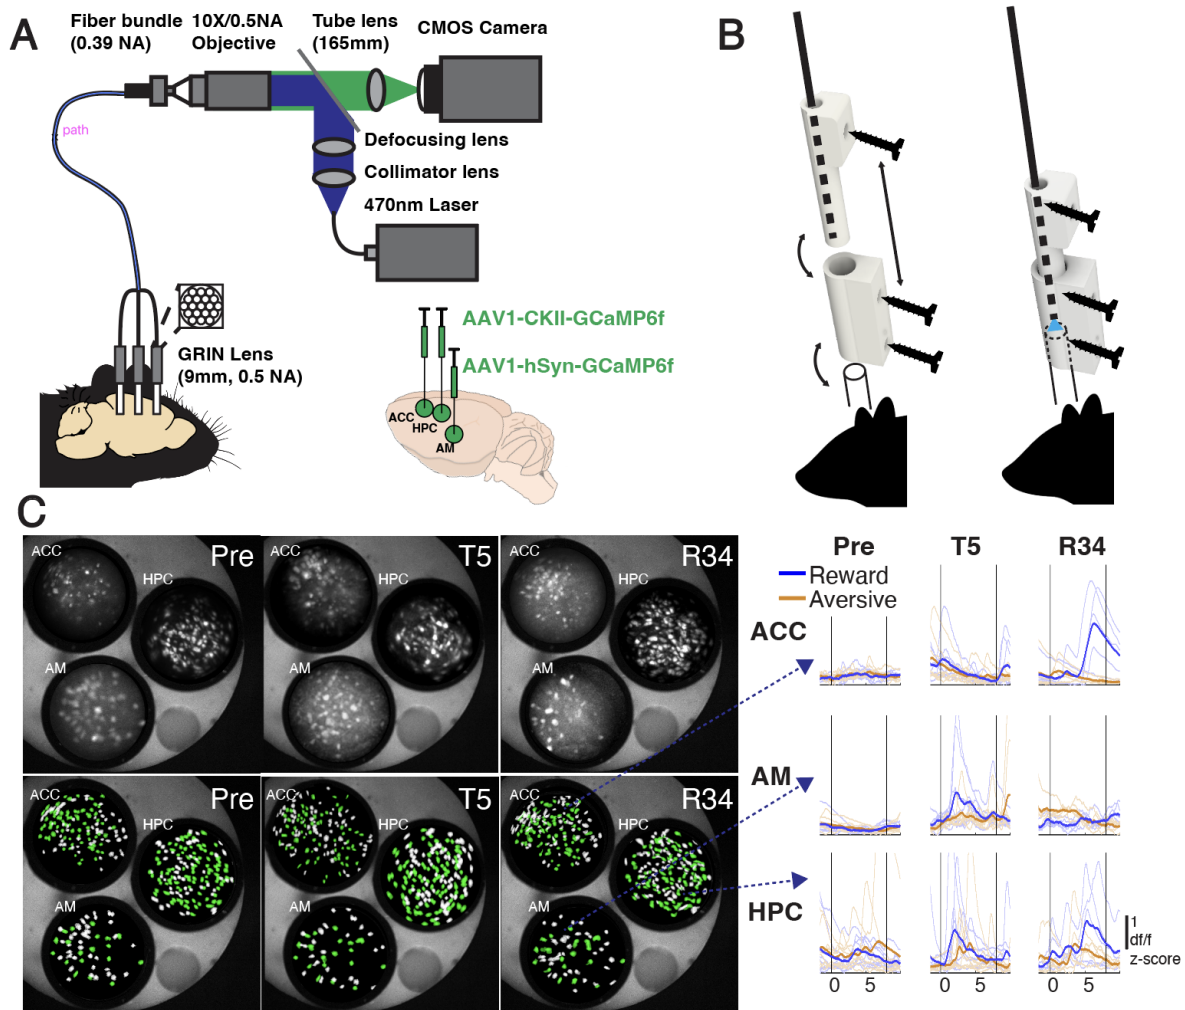 A
Fiber bundle
(0.39 NA)
10X/0.5NA
Objective
Tube lens
(165mm)
CMOS Camera
path
Defocusing lens
Collimator lens
470nm Laser
GRIN Lens
(9mm, 0.5 NA)
AAV1-CKII-GCaMP6f
AAV1-hSyn-GCaMP6f
ACC
HPC
AM
B
C
ACC
HPC
AM
Pre
ACC
HPC
AM
T5
ACC
HPC
AM
R34
ACC
HPC
AM
Pre
ACC
HPC
AM
T5
ACC
HPC
AM
R34
Pre
T5
R34
Reward
Aversive
ACC
AM
HPC
1
df/f
z-score
0 5
0 5
0 5